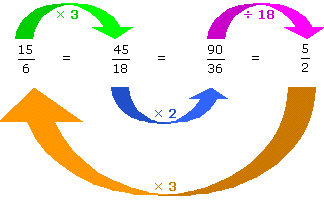 × 3 ÷ 18
15/6 = 45/18 = 90/36 = 5/2
× 2
× 3